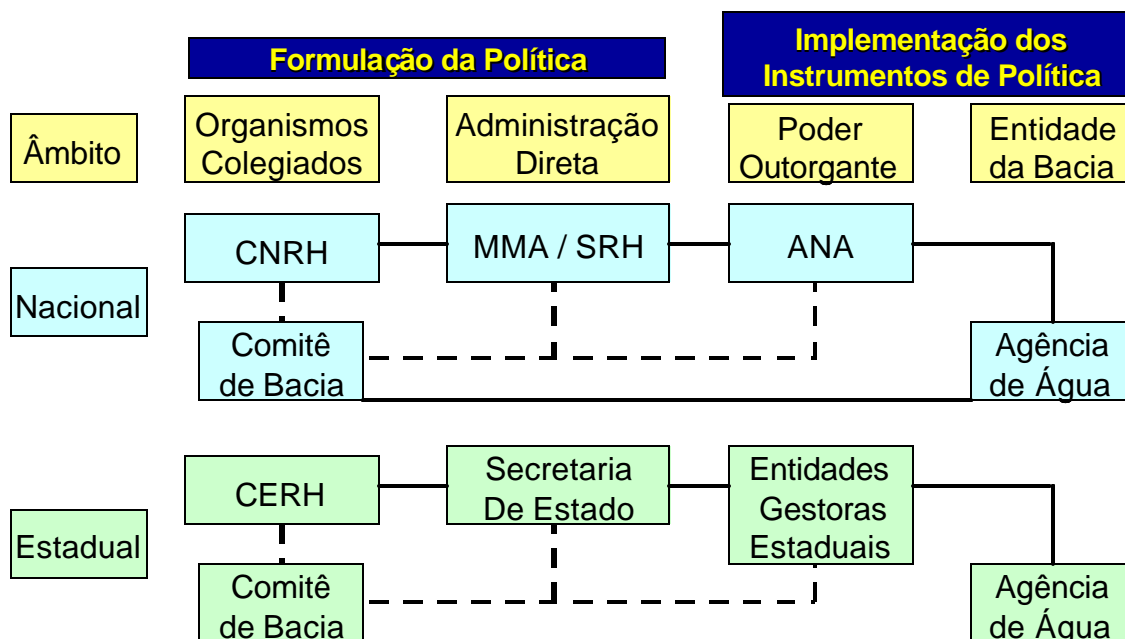 Formulação da Política
Implementação dos
Instrumentos de Política
Âmbito
Organismos
Colegiados
Administração
Direta
Poder
Outorgante
Entidade
da Bacia
Nacional
CNRH
MMA / SRH
ANA
Comitê
de Bacia
Agência
de Água
Estadual
CERH
Secretaria
De Estado
Entidades
Gestoras
Estaduais
Comitê
de Bacia
Agência
de Água